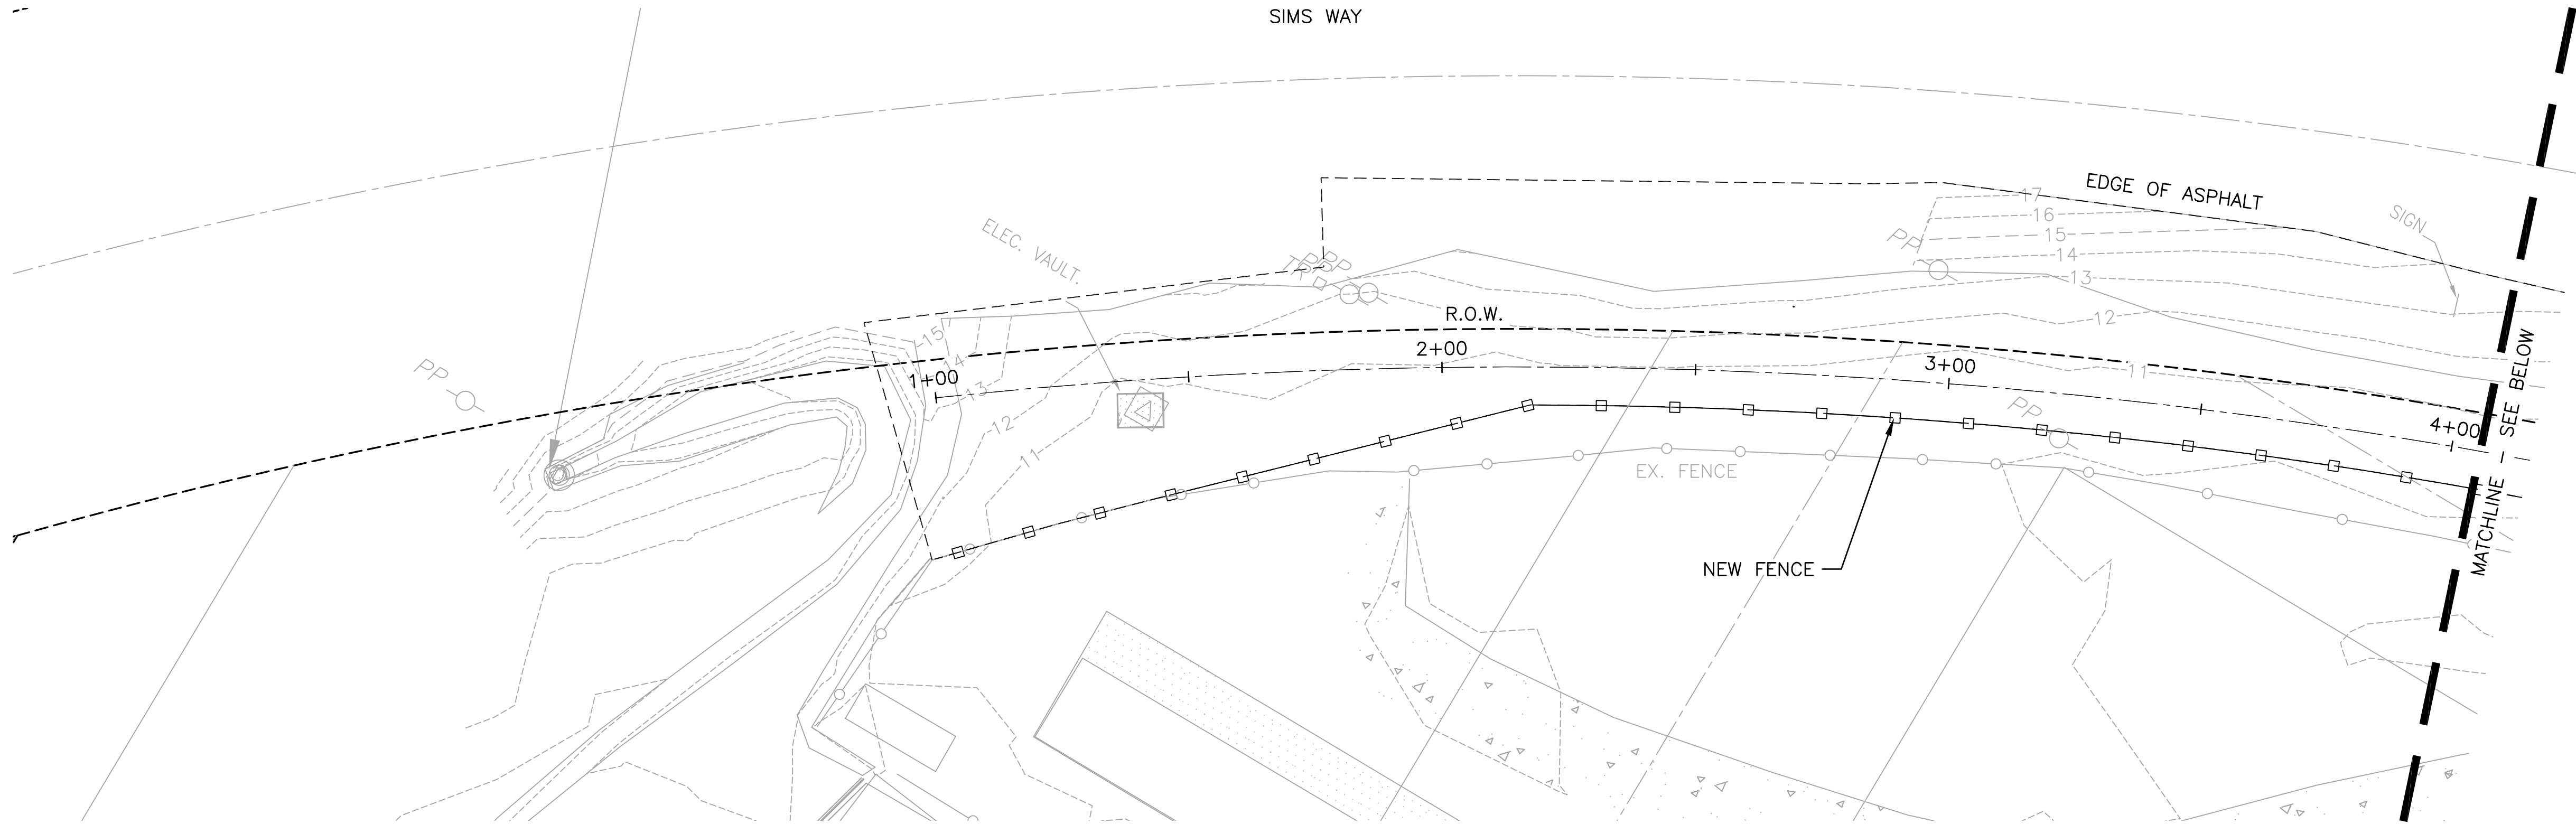 SIMS WAY
EDGE OF ASPHALT
17
16
15
14
13
12
11
SIGN
PP
ELEC. VAULT.
TP
PP
PP
R.O.W.
2+00
3+00
4+00
1+00
15
14
13
12
11
PP
PP
EX. FENCE
NEW FENCE
MATCHLINE - SEE BELOW